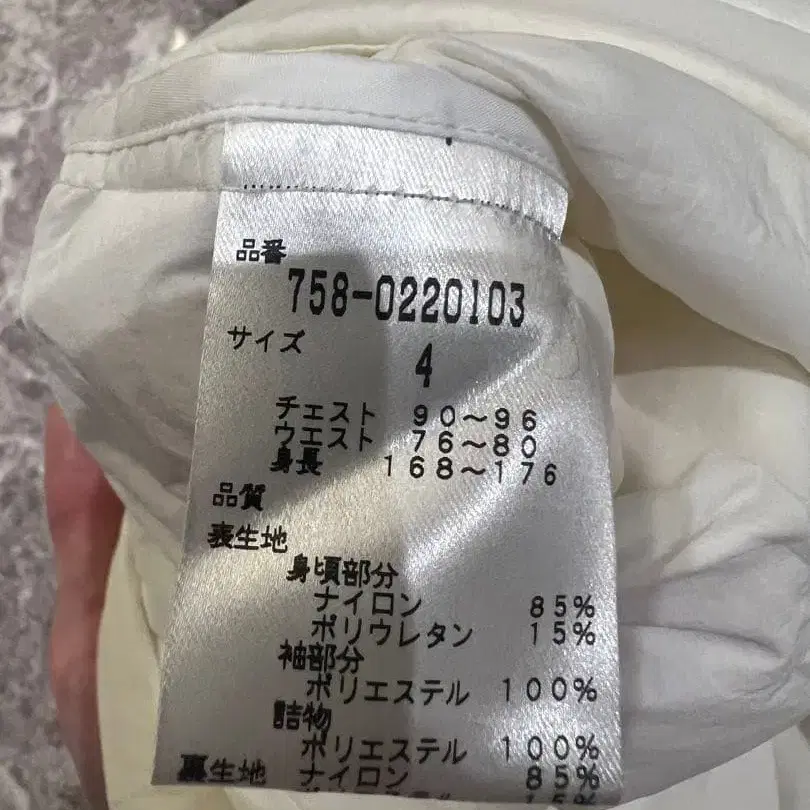 品番
758-0220103
サイズ
4
チェスト 90～96
ウエスト 76～80
身長 168～176
品質
表生地
身頃部分
ナイロン 85%
ポリウレタン 15%
袖部分
ポリエステル 100%
詰物
ポリエステル 100%
裏生地 ナイロン 85%
15%